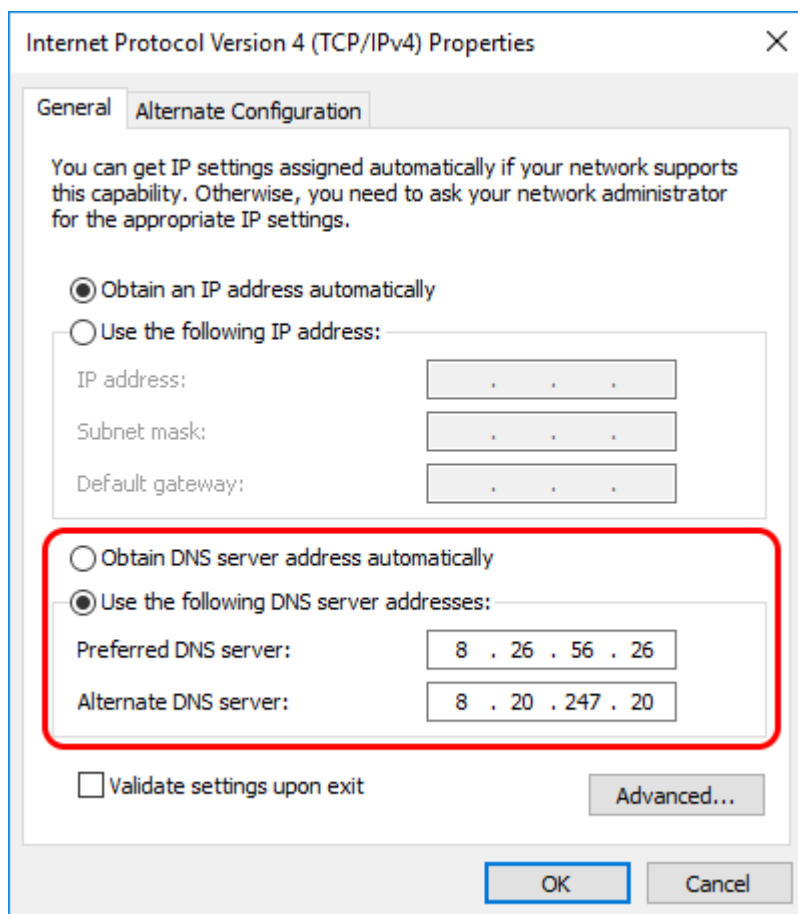 Internet Protocol Version 4 (TCP/IPv4) Properties
General
Alternate Configuration
You can get IP settings assigned automatically if your network supports
this capability. Otherwise, you need to ask your network administrator
for the appropriate IP settings.
Obtain an IP address automatically
Use the following IP address:
IP address: . . .
Subnet mask: . . .
Default gateway: . . .
Obtain DNS server address automatically
Use the following DNS server addresses:
Preferred DNS server: 8 . 26 . 56 . 26
Alternate DNS server: 8 . 20 . 247 . 20
Validate settings upon exit
Advanced...
OK Cancel